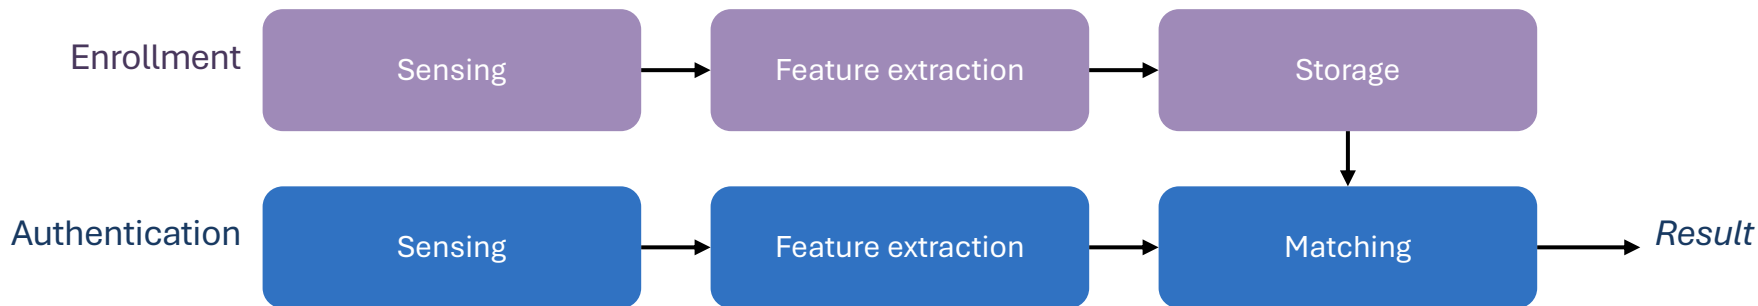 Enrollment
Sensing
Feature extraction
Storage
Authentication
Sensing
Feature extraction
Matching
Result